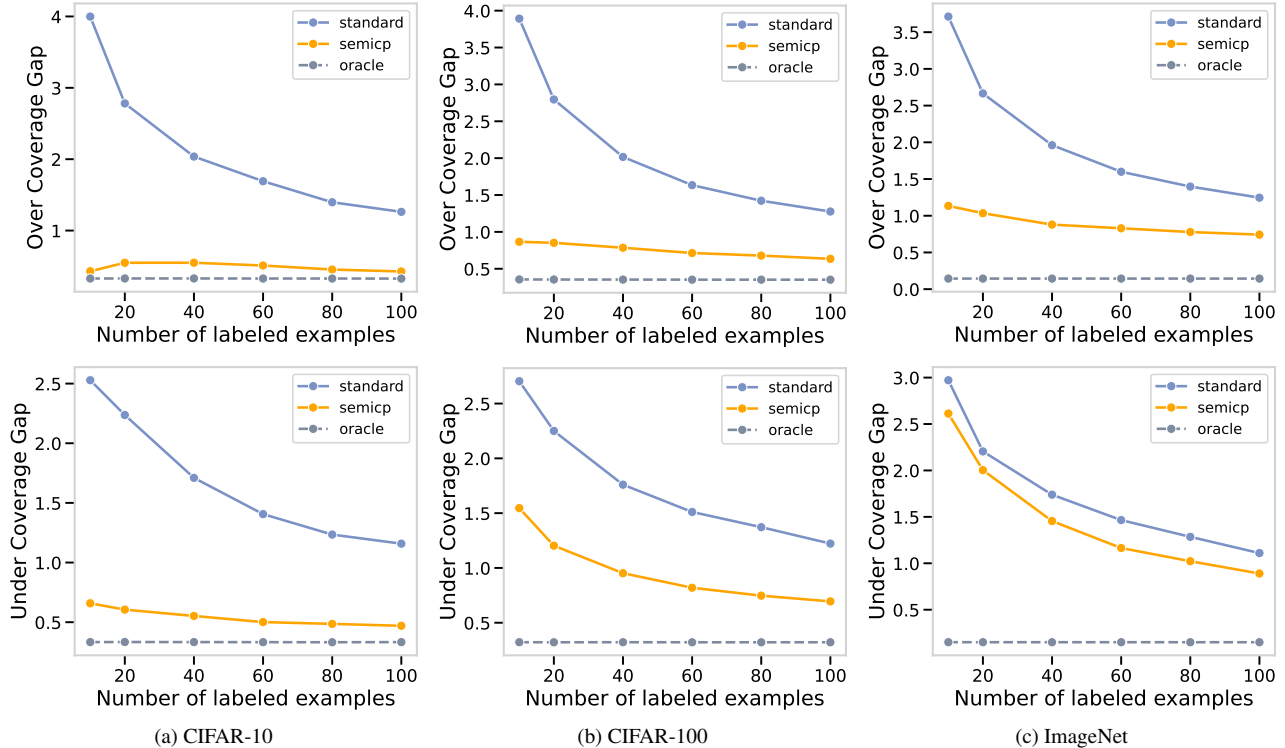 Over Coverage Gap
4
3
2
1
20 40 60 80 100
Number of labeled examples
standard
semicp
oracle
Over Coverage Gap
4.0
3.5
3.0
2.5
2.0
1.5
1.0
0.5
20 40 60 80 100
Number of labeled examples
standard
semicp
oracle
Over Coverage Gap
3.5
3.0
2.5
2.0
1.5
1.0
0.5
0.0
20 40 60 80 100
Number of labeled examples
standard
semicp
oracle
Under Coverage Gap
2.5
2.0
1.5
1.0
0.5
20 40 60 80 100
Number of labeled examples
standard
semicp
oracle
Under Coverage Gap
2.5
2.0
1.5
1.0
0.5
20 40 60 80 100
Number of labeled examples
standard
semicp
oracle
Under Coverage Gap
3.0
2.5
2.0
1.5
1.0
0.5
20 40 60 80 100
Number of labeled examples
standard
semicp
oracle
(a) CIFAR-10
(b) CIFAR-100
(c) ImageNet